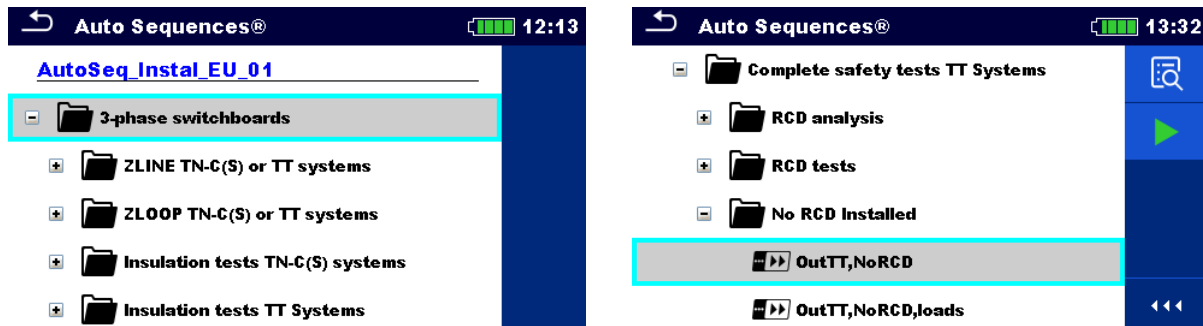 Auto Sequences® 12:13
AutoSeq_Instal_EU_01
3-phase switchboards
ZLINE TN-C(S) or TT systems
ZLOOP TN-C(S) or TT systems
Insulation tests TN-C(S) systems
Insulation tests TT Systems
Auto Sequences® 13:32
Complete safety tests TT Systems
RCD analysis
RCD tests
No RCD Installed
OutTT,NoRCD
OutTT,NoRCD,loads